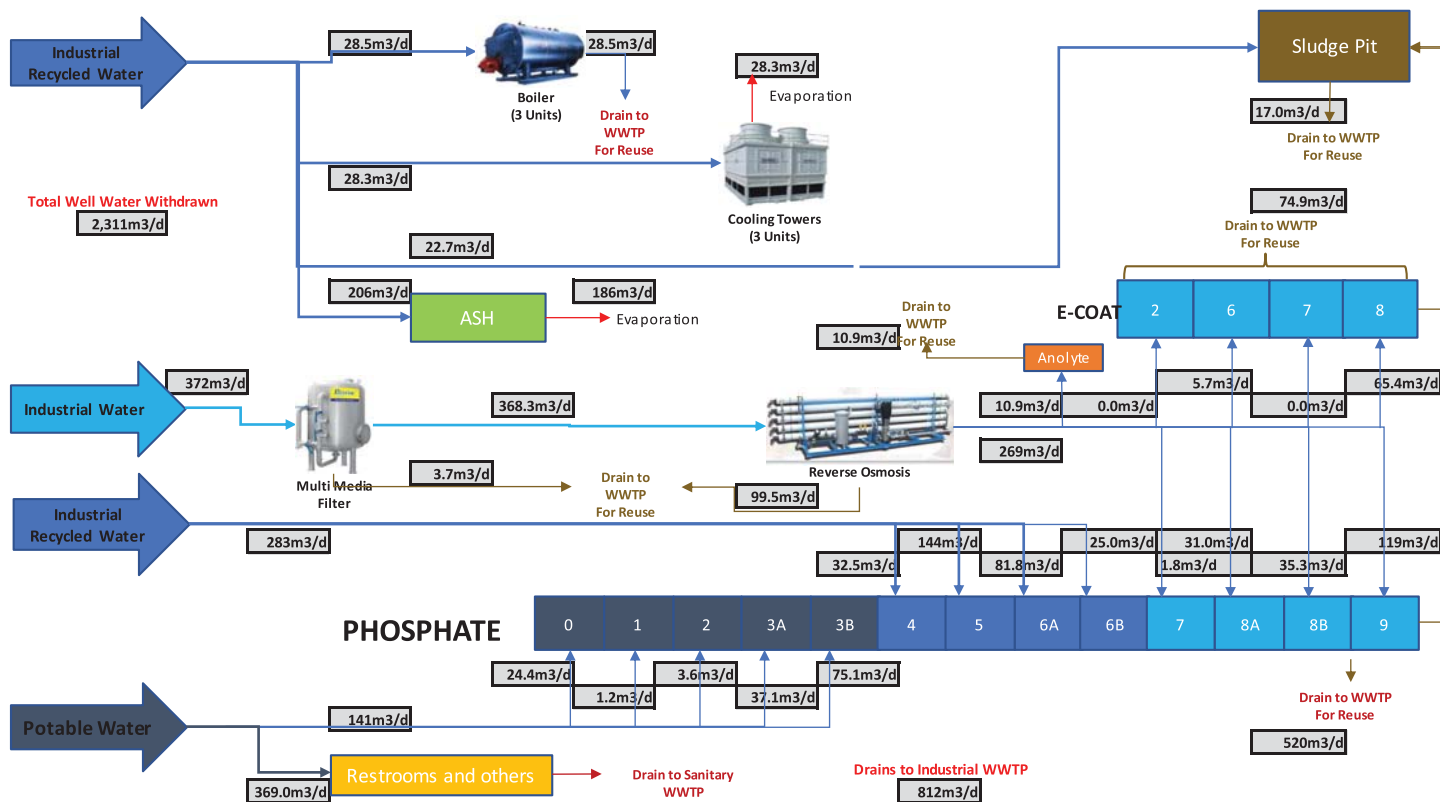 Industrial
Recycled Water
28.5m3/d
Boiler
(3 Units)
28.5m3/d
Drain to
WWTP
For Reuse
28.3m3/d
Evaporation
28.3m3/d
Cooling Towers
(3 Units)
Sludge Pit
17.0m3/d
Drain to WWTP
For Reuse
Total Well Water Withdrawn
2,311m3/d
22.7m3/d
74.9m3/d
Drain to WWTP
For Reuse
206m3/d
ASH
186m3/d
Evaporation
E-COAT
2
6
7
8
Drain to
WWTP
For Reuse
10.9m3/d
Anolyte
Industrial Water
372m3/d
Multi Media
Filter
368.3m3/d
Reverse Osmosis
10.9m3/d
0.0m3/d
5.7m3/d
0.0m3/d
65.4m3/d
269m3/d
3.7m3/d
Drain to
WWTP
For Reuse
99.5m3/d
Industrial
Recycled Water
283m3/d
32.5m3/d
144m3/d
81.8m3/d
25.0m3/d
31.0m3/d
1.8m3/d
35.3m3/d
119m3/d
PHOSPHATE
0
1
2
3A
3B
4
5
6A
6B
7
8A
8B
9
24.4m3/d
1.2m3/d
3.6m3/d
37.1m3/d
75.1m3/d
Drain to WWTP
For Reuse
520m3/d
Potable Water
141m3/d
369.0m3/d
Restrooms and others
Drain to Sanitary
WWTP
Drains to Industrial WWTP
812m3/d